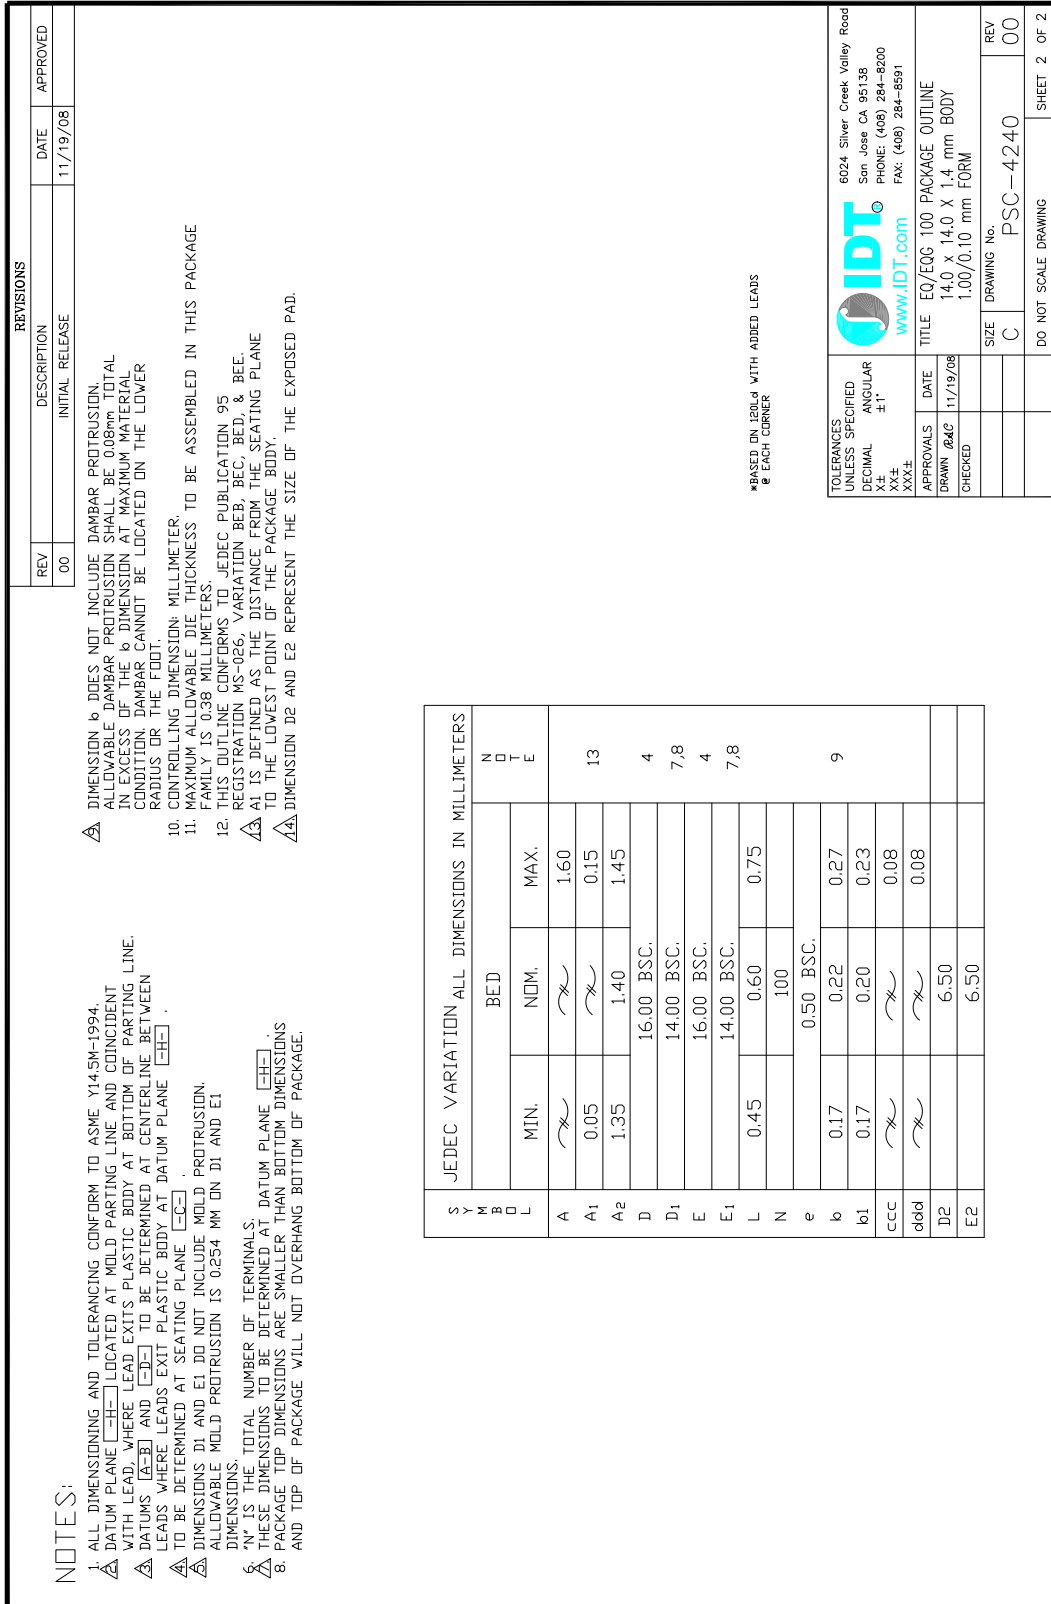 REVISIONS
REV DESCRIPTION DATE APPROVED
00 INITIAL RELEASE 11/19/08
NOTES:
1. ALL DIMENSIONING AND TOLERANCING CONFORM TO ASME Y14.5M-1994.
2. DATUM PLANE -H- LOCATED AT MOLD PARTING LINE AND COINCIDENT
WITH LEAD, WHERE LEAD EXITS PLASTIC BODY AT BOTTOM OF PARTING LINE.
3. DATUMS A-B AND -D- TO BE DETERMINED AT CENTERLINE BETWEEN
LEADS WHERE LEADS EXIT PLASTIC BODY AT DATUM PLANE -H- .
4. TO BE DETERMINED AT SEATING PLANE -C- .
5. DIMENSIONS D1 AND E1 DO NOT INCLUDE MOLD PROTRUSION.
ALLOWABLE MOLD PROTRUSION IS 0.254 MM ON D1 AND E1
DIMENSIONS.
6. "N" IS THE TOTAL NUMBER OF TERMINALS.
7. THESE DIMENSIONS TO BE DETERMINED AT DATUM PLANE -H- .
8. PACKAGE TOP DIMENSIONS ARE SMALLER THAN BOTTOM DIMENSIONS
AND TOP OF PACKAGE WILL NOT OVERHANG BOTTOM OF PACKAGE.
9. DIMENSION b DOES NOT INCLUDE DAMBAR PROTRUSION.
ALLOWABLE DAMBAR PROTRUSION SHALL BE 0.08mm TOTAL
IN EXCESS OF THE b DIMENSION AT MAXIMUM MATERIAL
CONDITION. DAMBAR CANNOT BE LOCATED ON THE LOWER
RADIUS OR THE FOOT.
10. CONTROLLING DIMENSION: MILLIMETER.
11. MAXIMUM ALLOWABLE DIE THICKNESS TO BE ASSEMBLED IN THIS PACKAGE
FAMILY IS 0.38 MILLIMETERS.
12. THIS OUTLINE CONFORMS TO JEDEC PUBLICATION 95
REGISTRATION MS-026, VARIATION BEB, BEC, BED, & BEE.
13. A1 IS DEFINED AS THE DISTANCE FROM THE SEATING PLANE
TO THE LOWEST POINT OF THE PACKAGE BODY.
14. DIMENSION D2 AND E2 REPRESENT THE SIZE OF THE EXPOSED PAD.
SYMBOL JEDEC VARIATION ALL DIMENSIONS IN MILLIMETERS
BED NOTE
MIN. NOM. MAX.
A 1.60
A1 0.05 0.15 13
A2 1.35 1.40 1.45
D 16.00 BSC. 4
D1 14.00 BSC. 7,8
E 16.00 BSC. 4
E1 14.00 BSC. 7,8
L 0.45 0.60 0.75
N 100
e 0.50 BSC.
b 0.17 0.22 0.27 9
b1 0.17 0.20 0.23
ccc 0.08
ddd 0.08
D2 6.50
E2 6.50
*BASED ON 120Ld WITH ADDED LEADS
@ EACH CORNER
TOLERANCES
UNLESS SPECIFIED
DECIMAL ANGULAR
X± ±1°
XX±
XXX±
IDT ®
www.IDT.com
6024 Silver Creek Valley Road
San Jose CA 95138
PHONE: (408) 284-8200
FAX: (408) 284-8591
APPROVALS DATE
DRAWN RAC 11/19/08
CHECKED
TITLE EQ/EQG 100 PACKAGE OUTLINE
14.0 x 14.0 X 1.4 mm BODY
1.00/0.10 mm FORM
SIZE DRAWING No. REV
C PSC-4240 00
DO NOT SCALE DRAWING SHEET 2 OF 2